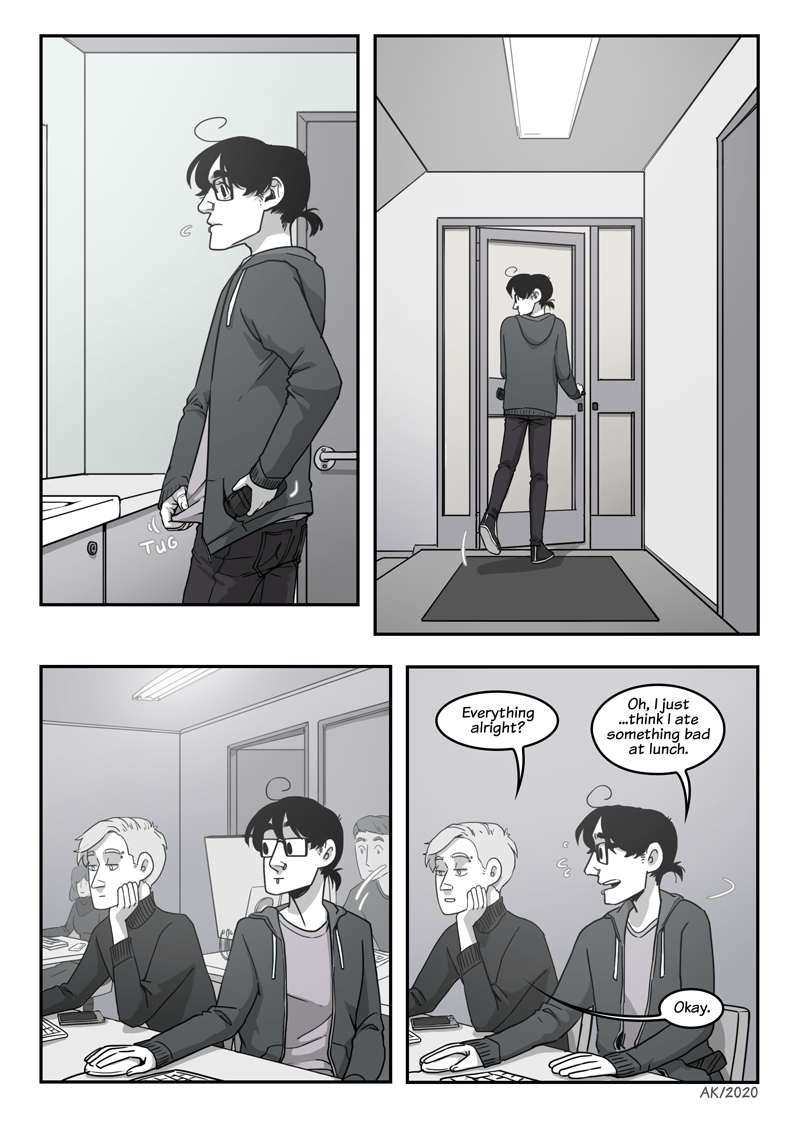 TUG
Everything
alright?
Oh, I just
...think I ate
something bad
at lunch.
Okay.
AK/2020